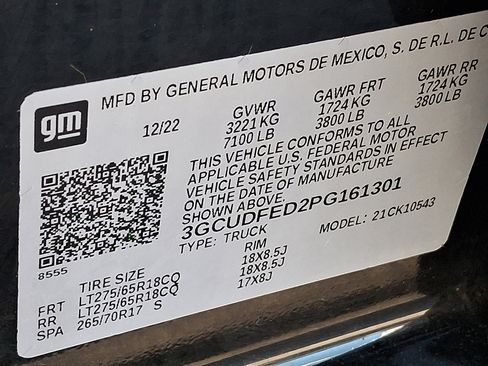 gm
MFD BY GENERAL MOTORS DE MEXICO, S. DE R.L. DE C
12/22 GVWR GAWR FRT GAWR RR
3221 KG 1724 KG 1724 KG
7100 LB 3800 LB 3800 LB
THIS VEHICLE CONFORMS TO ALL
APPLICABLE U.S. FEDERAL MOTOR
VEHICLE SAFETY STANDARDS IN EFFECT
ON THE DATE OF MANUFACTURE
SHOWN ABOVE.
3GCUDFED2PG161301
TYPE: TRUCK MODEL: 21CK10543
8555
TIRE SIZE RIM
FRT LT275/65R18CQ 18X8.5J
RR LT275/65R18CQ 18X8.5J
SPA 265/70R17 S 17X8J